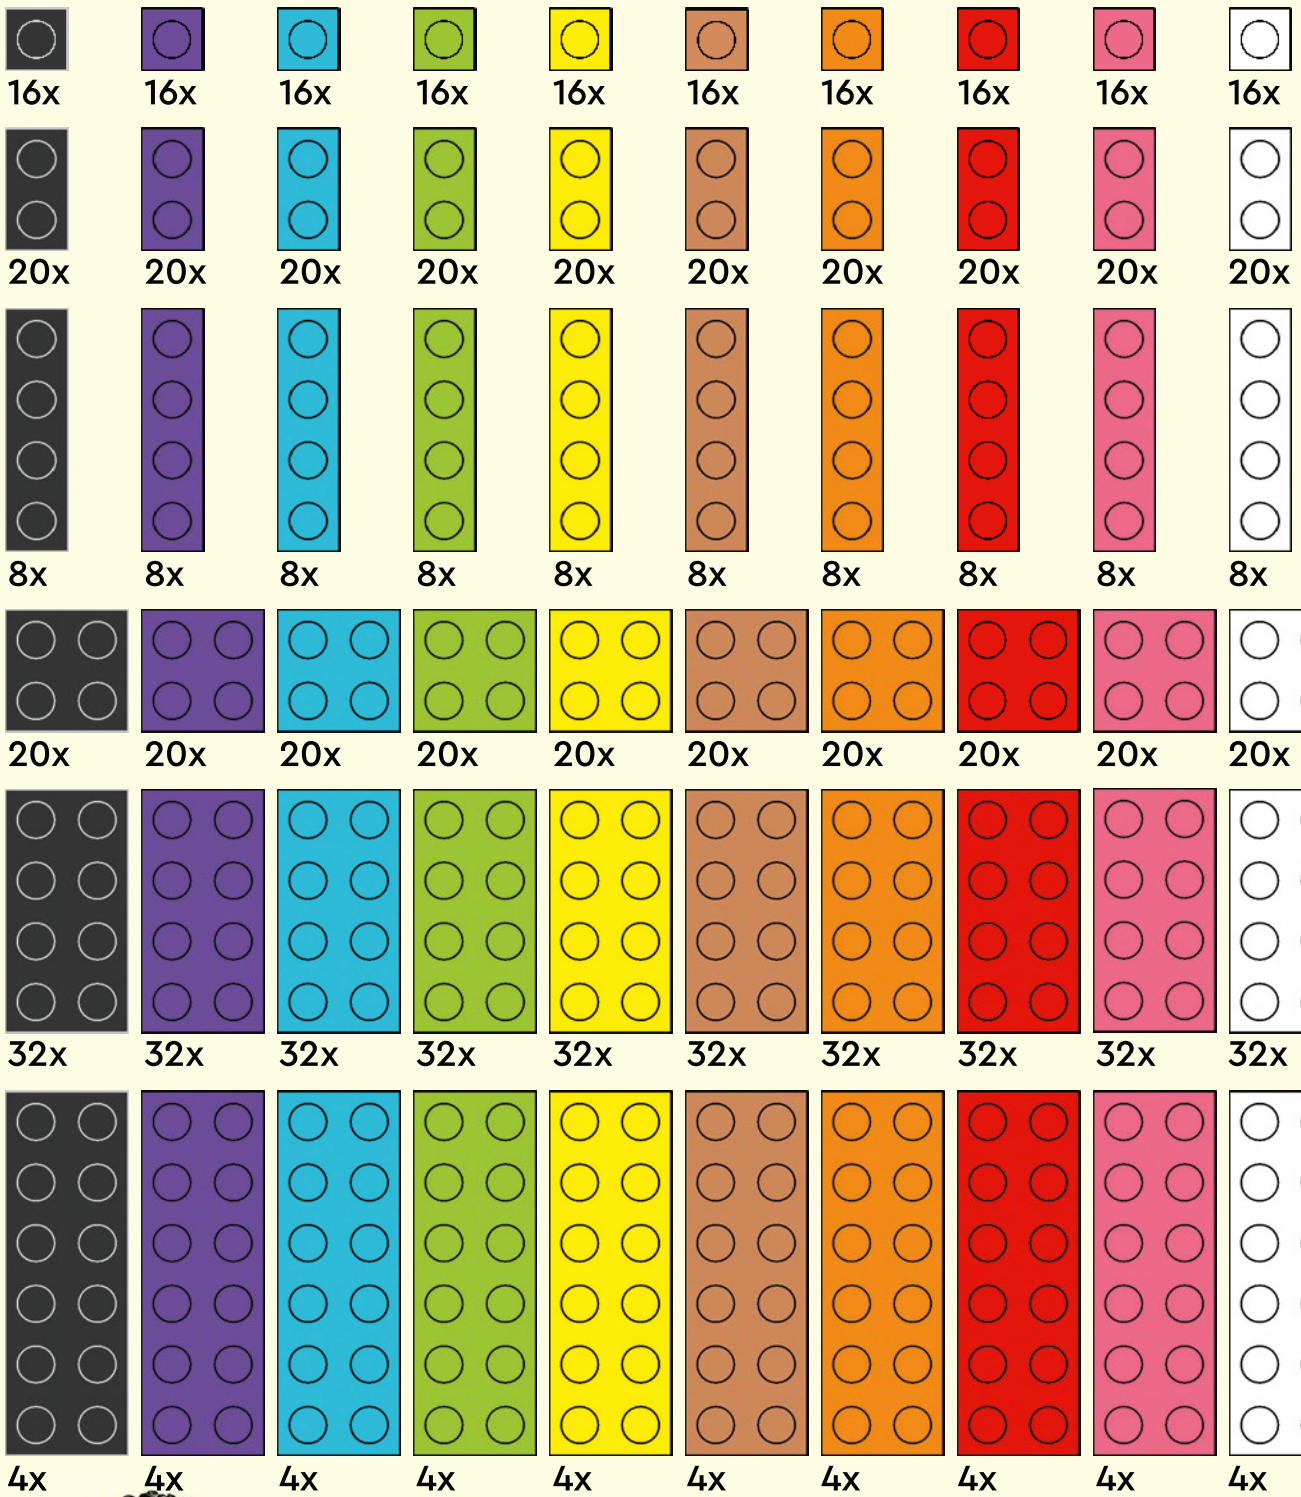 16x 16x 16x 16x 16x 16x 16x 16x 16x 16x
20x 20x 20x 20x 20x 20x 20x 20x 20x 20x
8x 8x 8x 8x 8x 8x 8x 8x 8x 8x
20x 20x 20x 20x 20x 20x 20x 20x 20x 20x
32x 32x 32x 32x 32x 32x 32x 32x 32x 32x
4x 4x 4x 4x 4x 4x 4x 4x 4x 4x